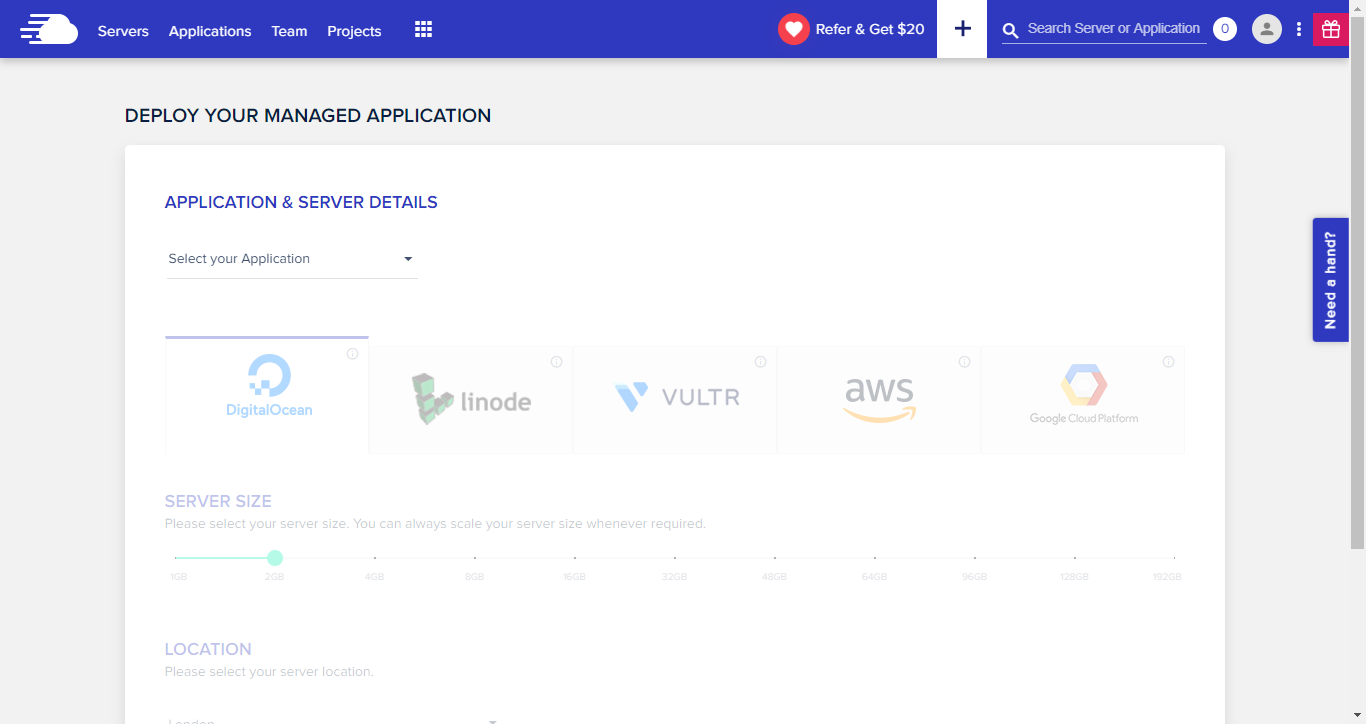 Servers Applications Team Projects Refer & Get $20 + Search Server or Application 0
DEPLOY YOUR MANAGED APPLICATION
APPLICATION & SERVER DETAILS
Select your Application
Need a hand?
DigitalOcean
linode
VULTR
aws
Google Cloud Platform
SERVER SIZE
Please select your server size. You can always scale your server size whenever required.
1GB 2GB 4GB 8GB 16GB 32GB 48GB 64GB 96GB 128GB 192GB
LOCATION
Please select your server location.
London